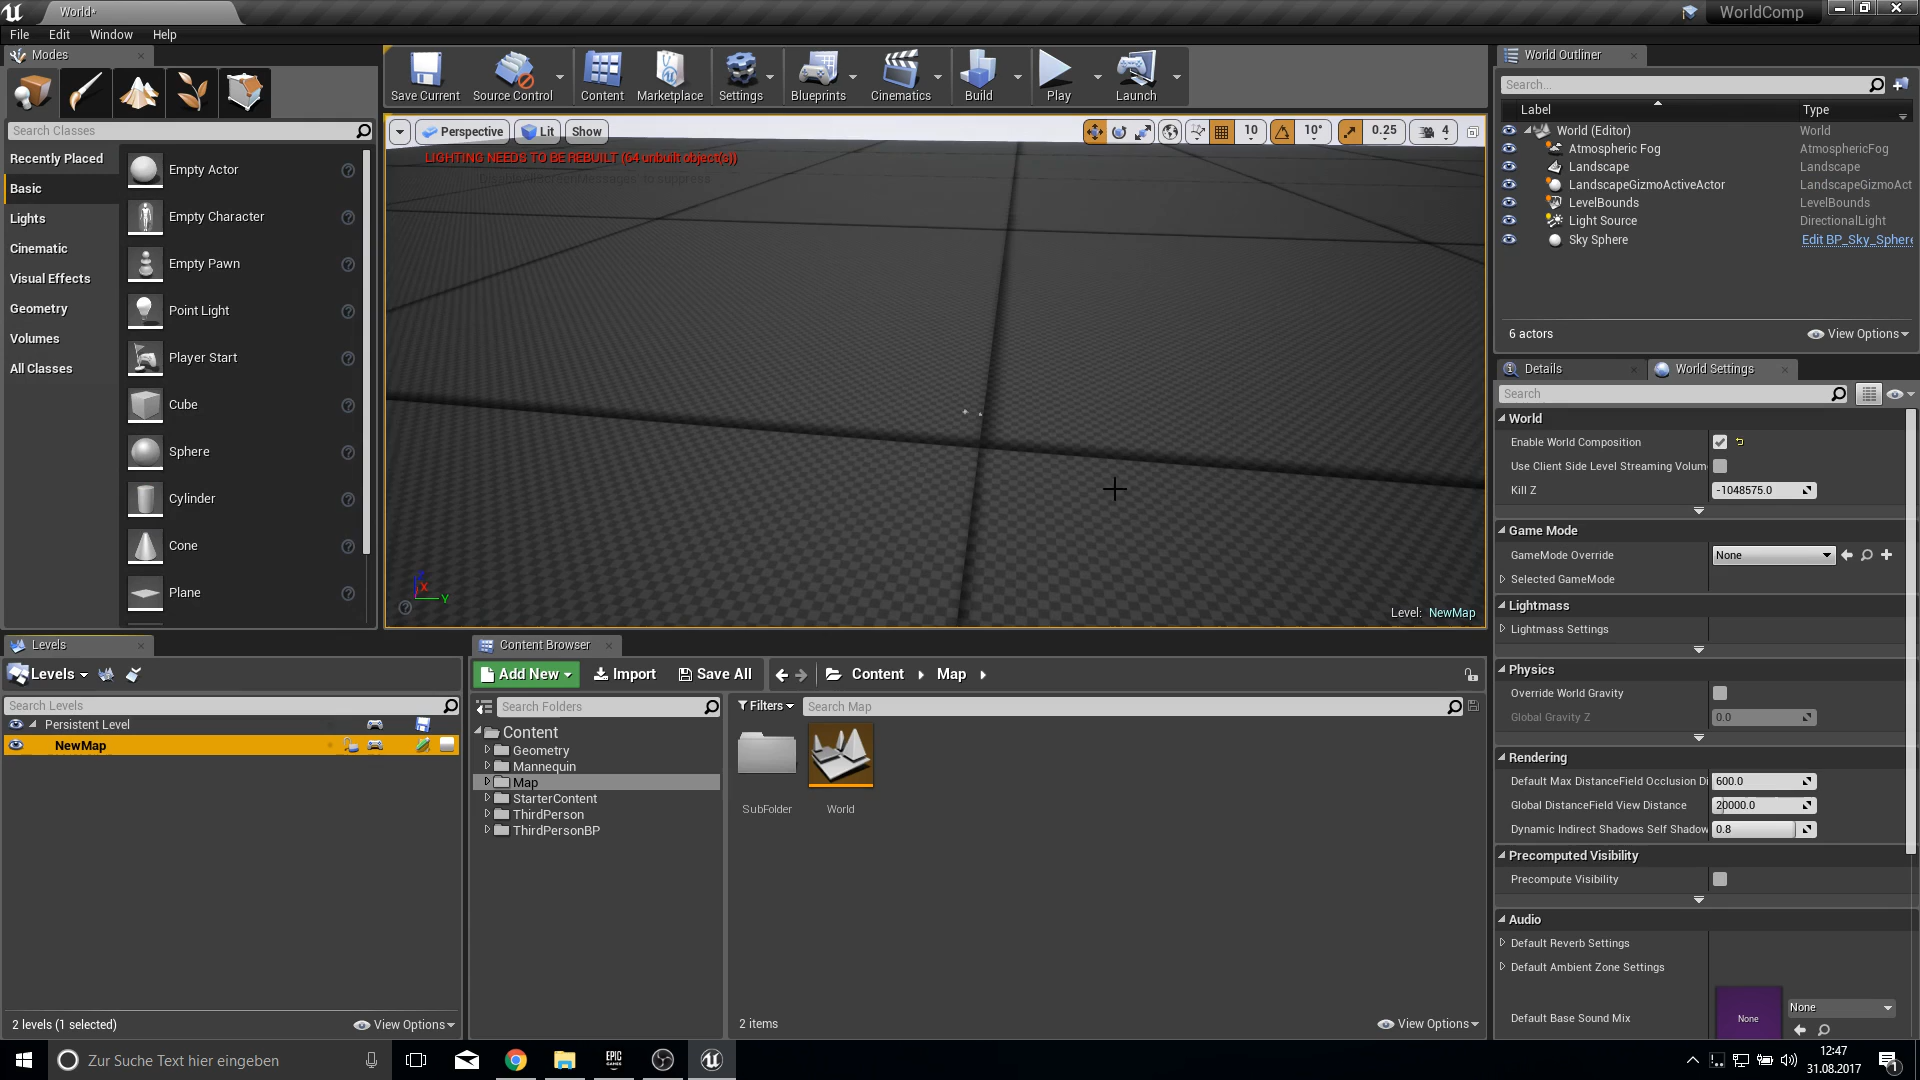 World•
WorldComp
File Edit Window Help
Modes
Search Classes
Recently Placed
Basic
Lights
Cinematic
Visual Effects
Geometry
Volumes
All Classes
Empty Actor
Empty Character
Empty Pawn
Point Light
Player Start
Cube
Sphere
Cylinder
Cone
Plane
Save Current Source Control Content Marketplace Settings Blueprints Cinematics Build Play Launch
Perspective Lit Show 10 10° 0.25 4
LIGHTING NEEDS TO BE REBUILT (64 unbuilt object(s))
'DisableAllScreenMessages' to suppress
X
Y
Level: NewMap
World Outliner
Search...
Label Type
World (Editor) World
Atmospheric Fog AtmosphericFog
Landscape Landscape
LandscapeGizmoActiveActor LandscapeGizmoAct
LevelBounds LevelBounds
Light Source DirectionalLight
Sky Sphere Edit BP_Sky_Sphere
6 actors View Options
Details World Settings
Search
World
Enable World Composition
Use Client Side Level Streaming Volum
Kill Z -1048575.0
Game Mode
GameMode Override None
Selected GameMode
Lightmass
Lightmass Settings
Physics
Override World Gravity
Global Gravity Z 0.0
Rendering
Default Max DistanceField Occlusion Di 600.0
Global DistanceField View Distance 20000.0
Dynamic Indirect Shadows Self Shadow 0.8
Precomputed Visibility
Precompute Visibility
Audio
Default Reverb Settings
Default Ambient Zone Settings
Default Base Sound Mix None None
Levels
Levels
Search Levels
Persistent Level
NewMap
2 levels (1 selected) View Options
Content Browser
Add New Import Save All Content Map
Search Folders
Filters Search Map
Content
Geometry
Mannequin
Map
StarterContent
ThirdPerson
ThirdPersonBP
SubFolder World
2 items View Options
Zur Suche Text hier eingeben
EPIC
GAMES
12:47
31.08.2017
1